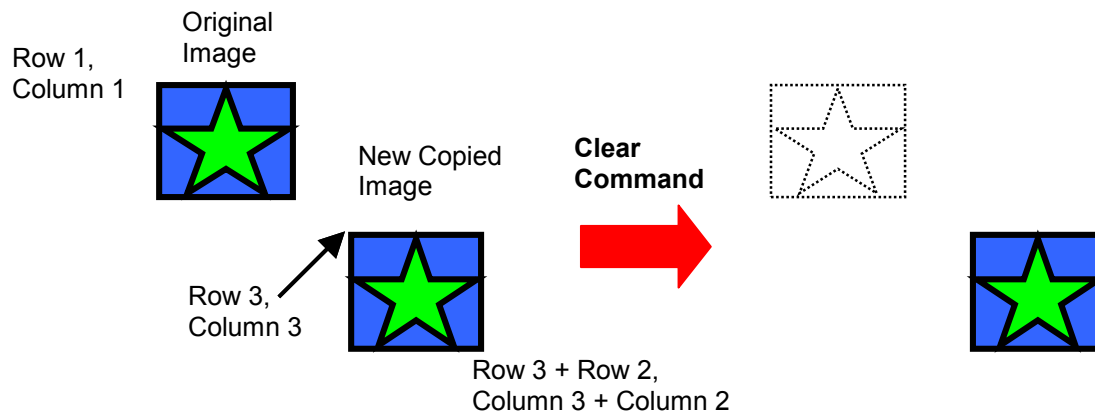 Original
Image
Row 1,
Column 1
New Copied
Image
Clear
Command
Row 3,
Column 3
Row 3 + Row 2,
Column 3 + Column 2